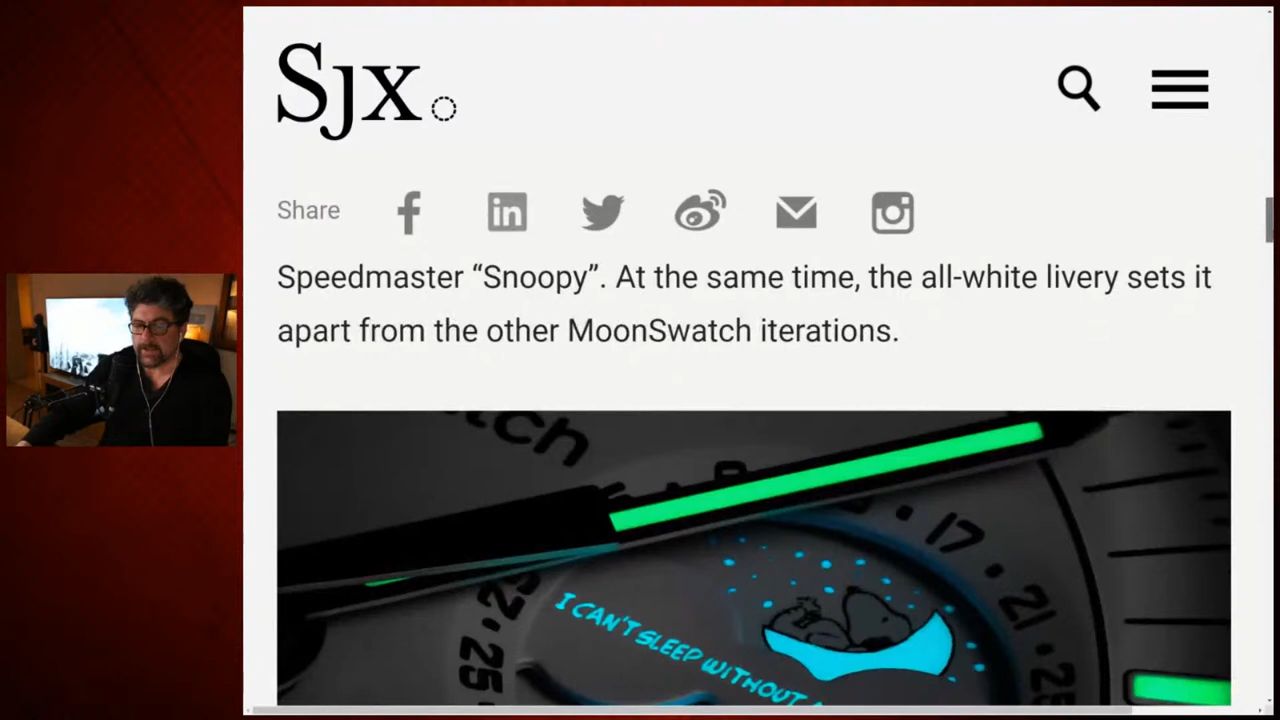 Sjx
Share
Speedmaster “Snoopy”. At the same time, the all-white livery sets it
apart from the other MoonSwatch iterations.
17
21
25
I CAN'T SLEEP WITHOUT